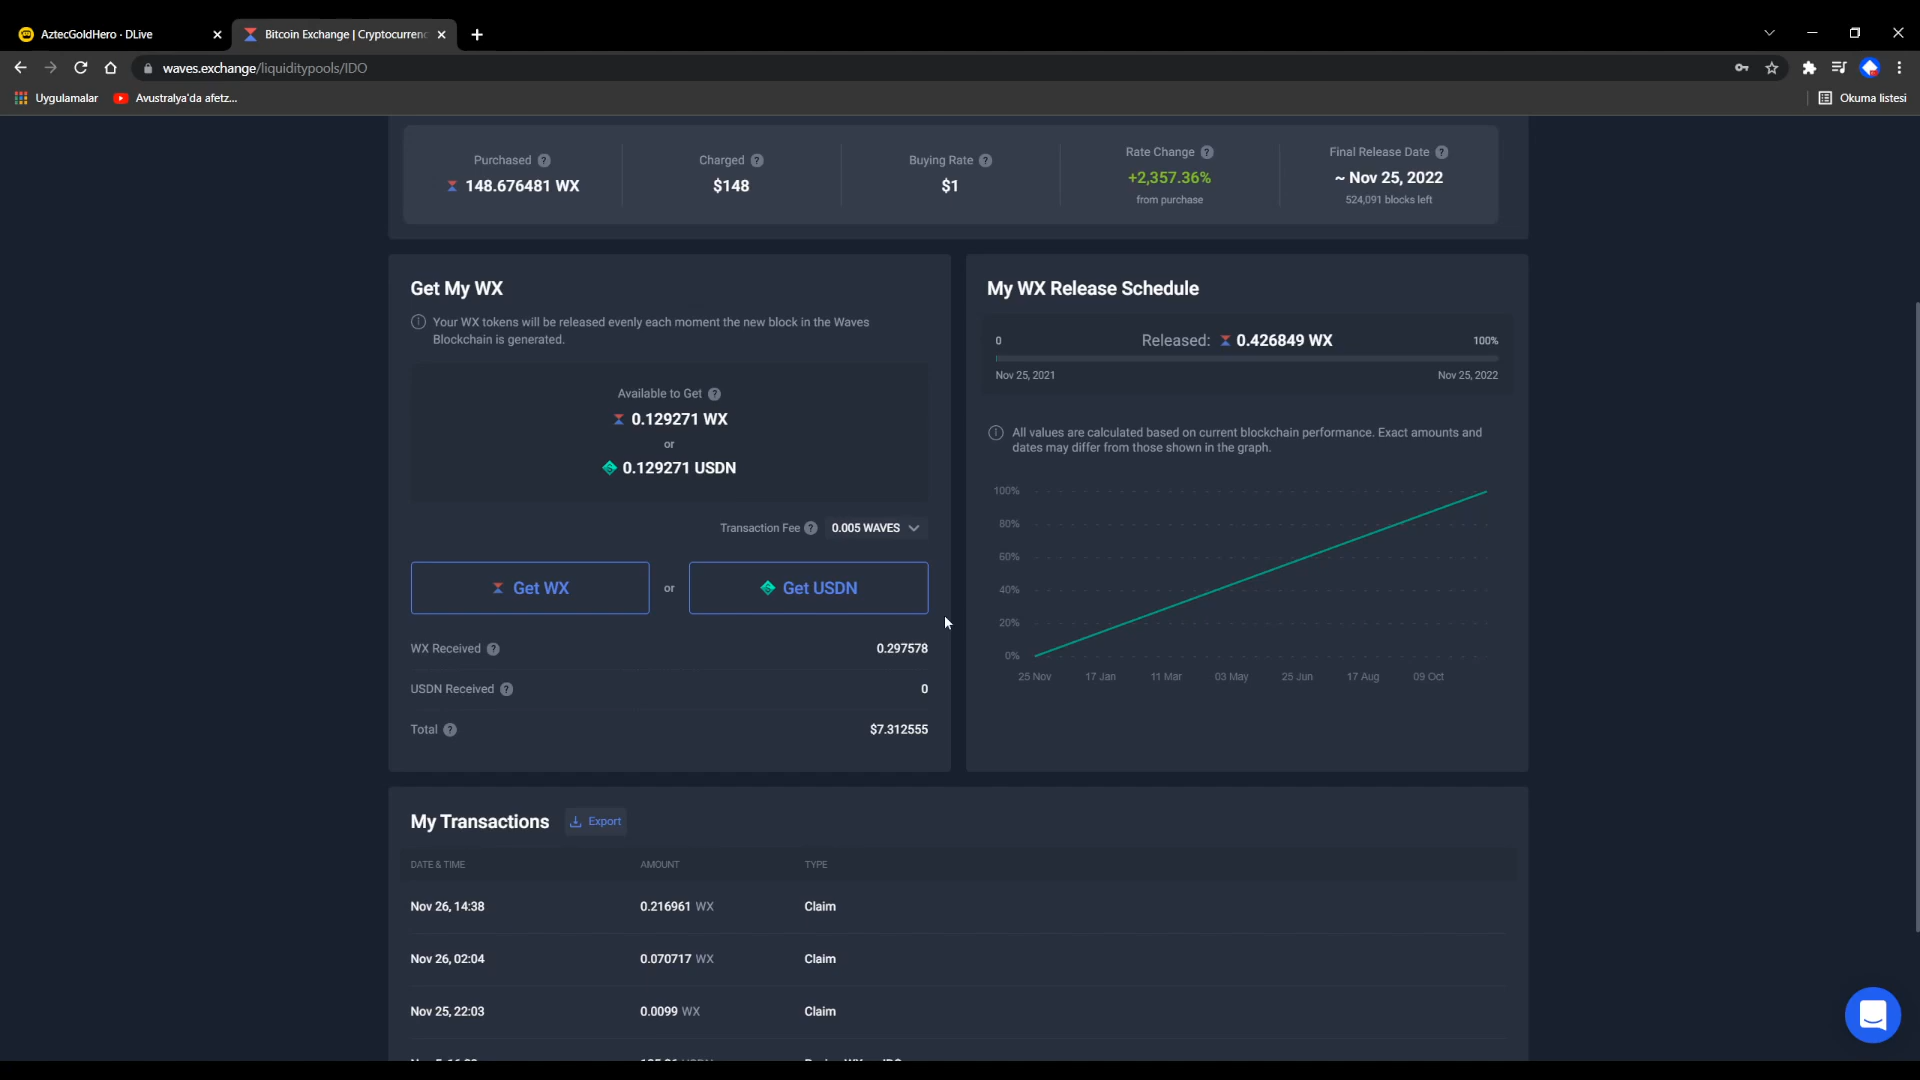 AztecGoldHero · DLive
Bitcoin Exchange | Cryptocurrenc
waves.exchange/liquiditypools/IDO
Uygulamalar
Avustralya'da afetz...
Okuma listesi
Purchased
148.676481 WX
Charged
$148
Buying Rate
$1
Rate Change
+2,357.36%
from purchase
Final Release Date
~ Nov 25, 2022
524,091 blocks left
Get My WX
Your WX tokens will be released evenly each moment the new block in the Waves
Blockchain is generated.
Available to Get
0.129271 WX
or
0.129271 USDN
Transaction Fee 0.005 WAVES
Get WX or Get USDN
WX Received 0.297578
USDN Received 0
Total $7.312555
My WX Release Schedule
0 Released: 0.426849 WX 100%
Nov 25, 2021 Nov 25, 2022
All values are calculated based on current blockchain performance. Exact amounts and
dates may differ from those shown in the graph.
100%
80%
60%
40%
20%
0%
25 Nov 17 Jan 11 Mar 03 May 25 Jun 17 Aug 09 Oct
My Transactions Export
DATE & TIME AMOUNT TYPE
Nov 26, 14:38 0.216961 WX Claim
Nov 26, 02:04 0.070717 WX Claim
Nov 25, 22:03 0.0099 WX Claim